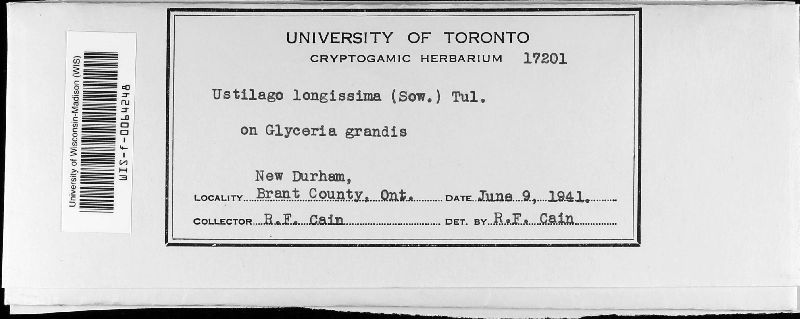 University of Wisconsin-Madison (WIS)
WIS-f-0064248
UNIVERSITY OF TORONTO
CRYPTOGAMIC HERBARIUM 17201
Ustilago longissima (Sow.) Tul.
on Glyceria grandis
New Durham,
LOCALITY Brant County, Ont. DATE June 9, 1941.
COLLECTOR R.F. Cain DET. BY R.F. Cain